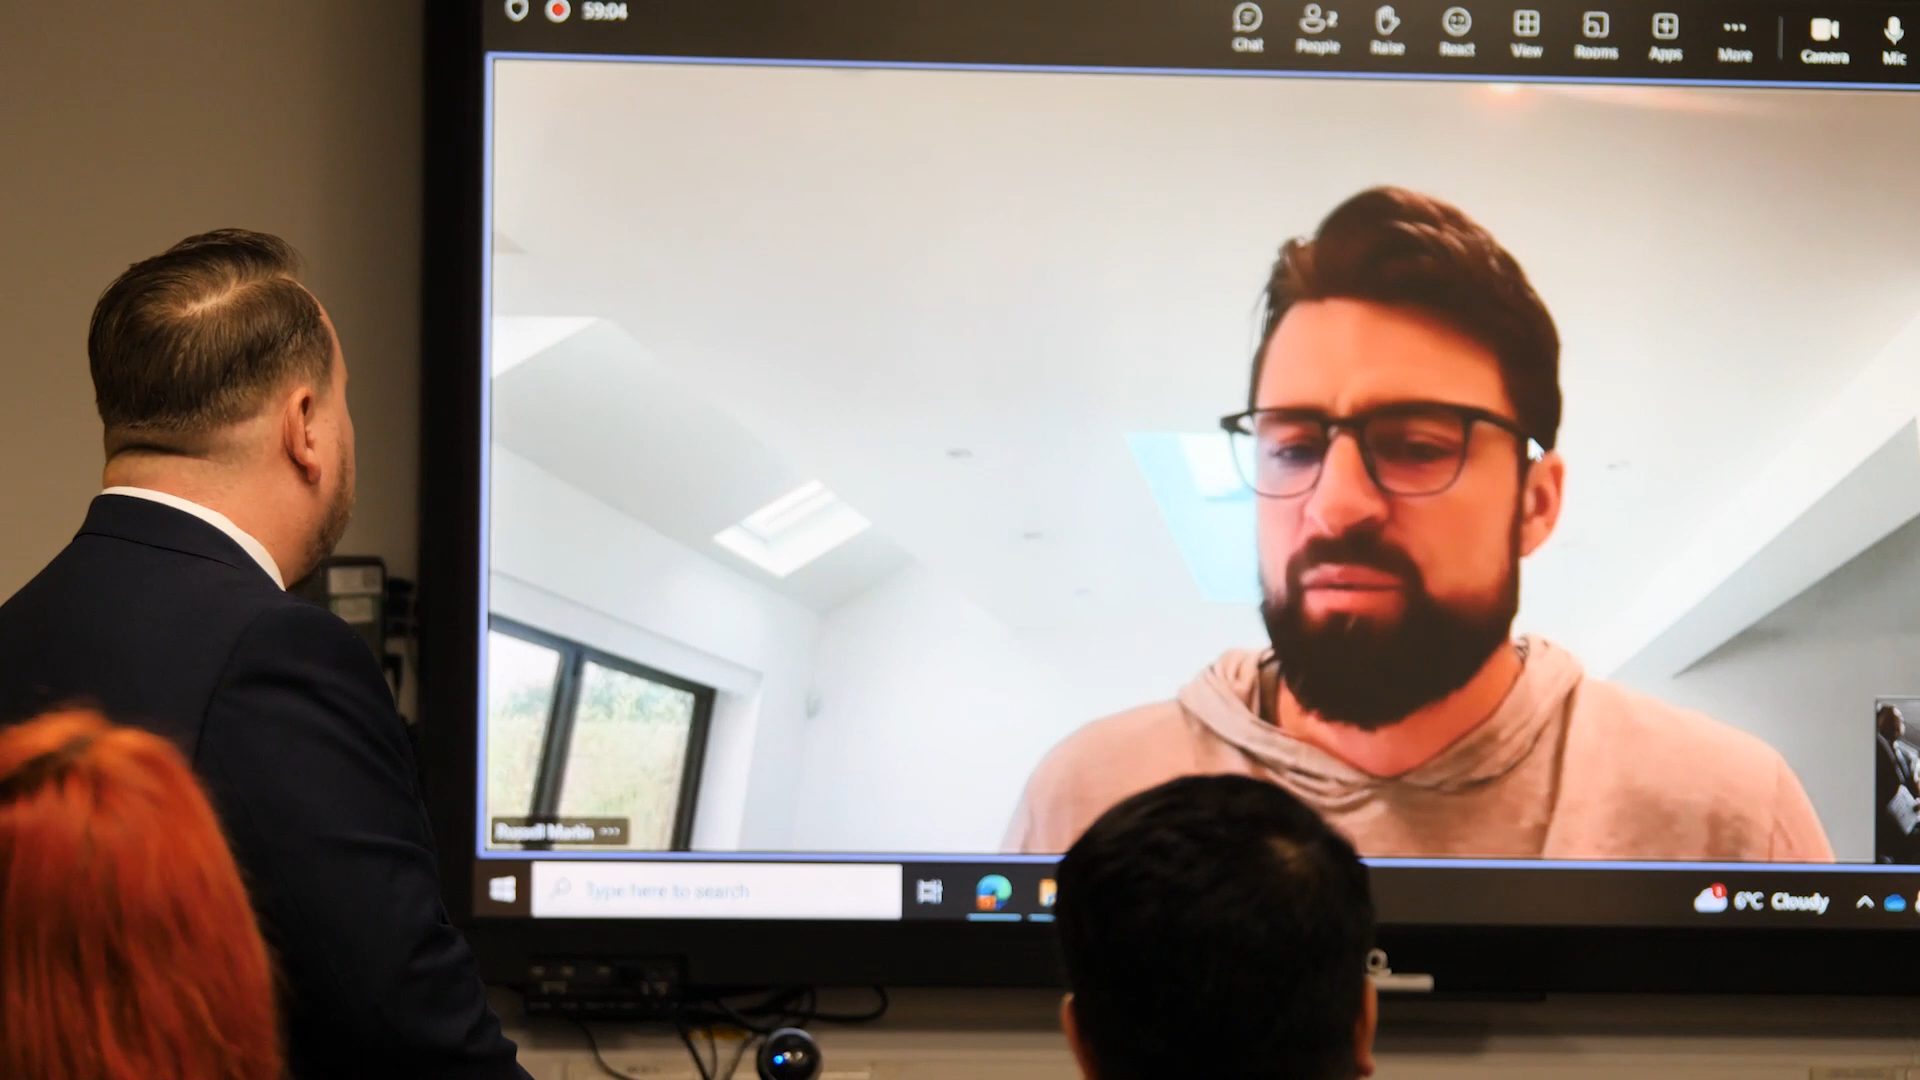 59:04
Chat
People 2
Raise
React
View
Rooms
Apps
More
Camera
Mic
Russell Martin
Type here to search
6°C Cloudy